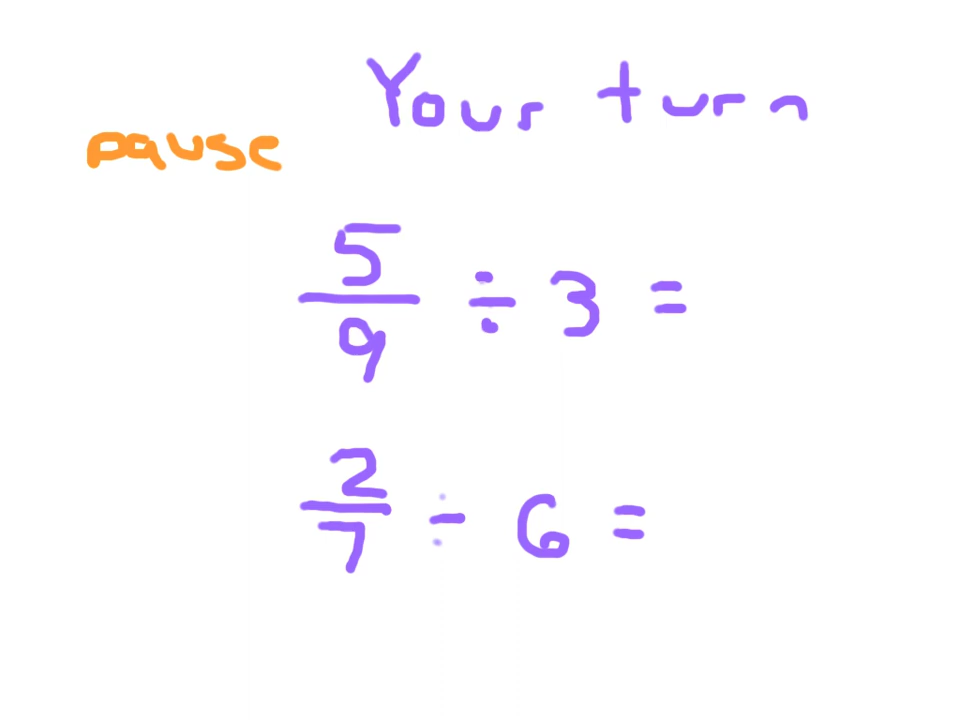 Your turn
pause
5/9 ÷ 3 =
2/7 ÷ 6 =